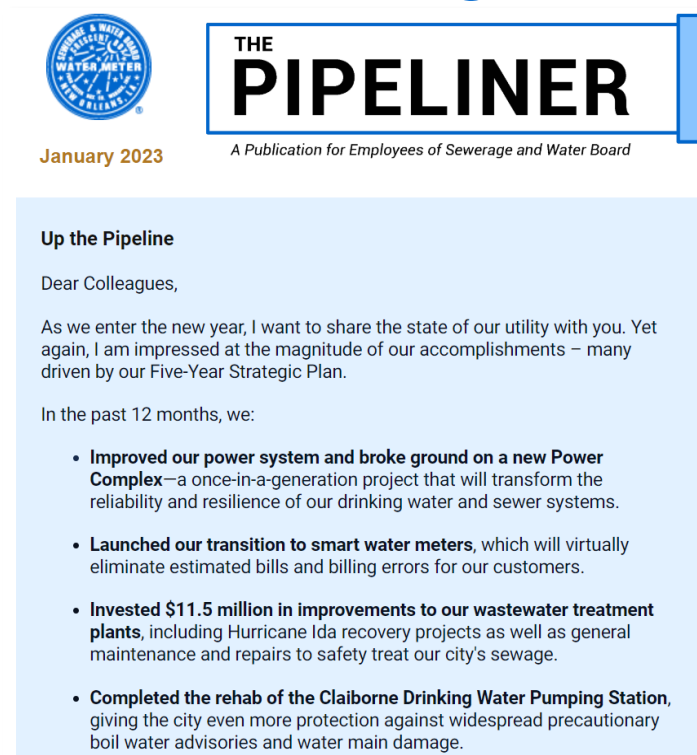 SEWERAGE & WATER BOARD
CRESCENT BOX
WATER METER
NEW ORLEANS, LA.
®
THE
PIPELINER
January 2023
A Publication for Employees of Sewerage and Water Board
Up the Pipeline
Dear Colleagues,
As we enter the new year, I want to share the state of our utility with you. Yet
again, I am impressed at the magnitude of our accomplishments – many
driven by our Five-Year Strategic Plan.
In the past 12 months, we:
• Improved our power system and broke ground on a new Power
Complex—a once-in-a-generation project that will transform the
reliability and resilience of our drinking water and sewer systems.
• Launched our transition to smart water meters, which will virtually
eliminate estimated bills and billing errors for our customers.
• Invested $11.5 million in improvements to our wastewater treatment
plants, including Hurricane Ida recovery projects as well as general
maintenance and repairs to safety treat our city's sewage.
• Completed the rehab of the Claiborne Drinking Water Pumping Station,
giving the city even more protection against widespread precautionary
boil water advisories and water main damage.